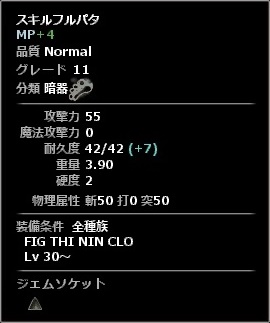 スキルフルパタ
MP+4
品質 Normal
グレード 11
分類 暗器
攻撃力 55
魔法攻撃力 0
耐久度 42/42 (+7)
重量 3.90
硬度 2
物理属性 斬50 打0 突50
装備条件 全種族
FIG THI NIN CLO
Lv 30～
ジェムソケット